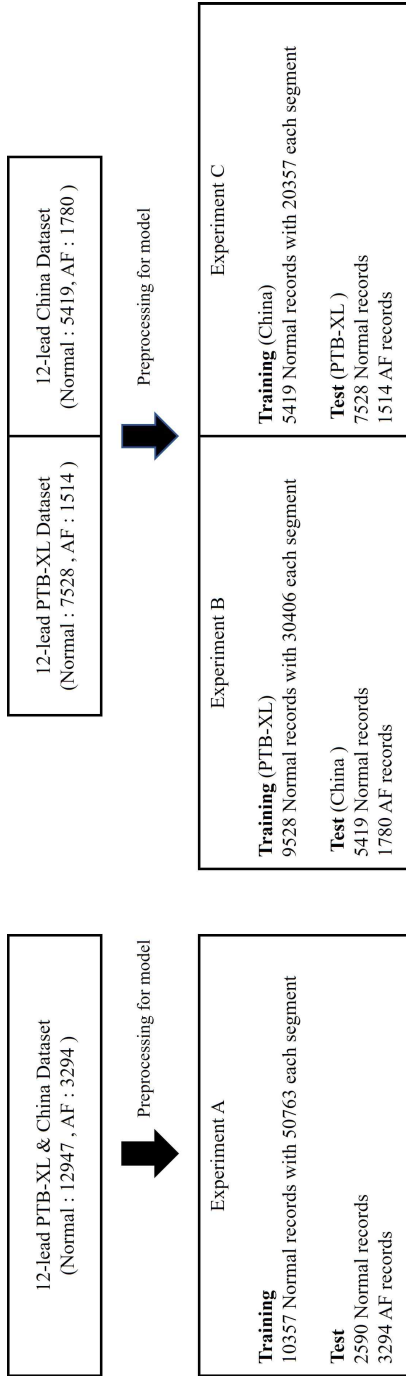 12-lead PTB-XL & China Dataset
(Normal : 12947 , AF : 3294 )
Preprocessing for model
Experiment A
Training
10357 Normal records with 50763 each segment
Test
2590 Normal records
3294 AF records
12-lead PTB-XL Dataset
(Normal : 7528 , AF : 1514 )
12-lead China Dataset
(Normal : 5419, AF : 1780 )
Preprocessing for model
Experiment B
Training (PTB-XL)
9528 Normal records with 30406 each segment
Test (China )
5419 Normal records
1780 AF records
Experiment C
Training (China)
5419 Normal records with 20357 each segment
Test (PTB-XL )
7528 Normal records
1514 AF records